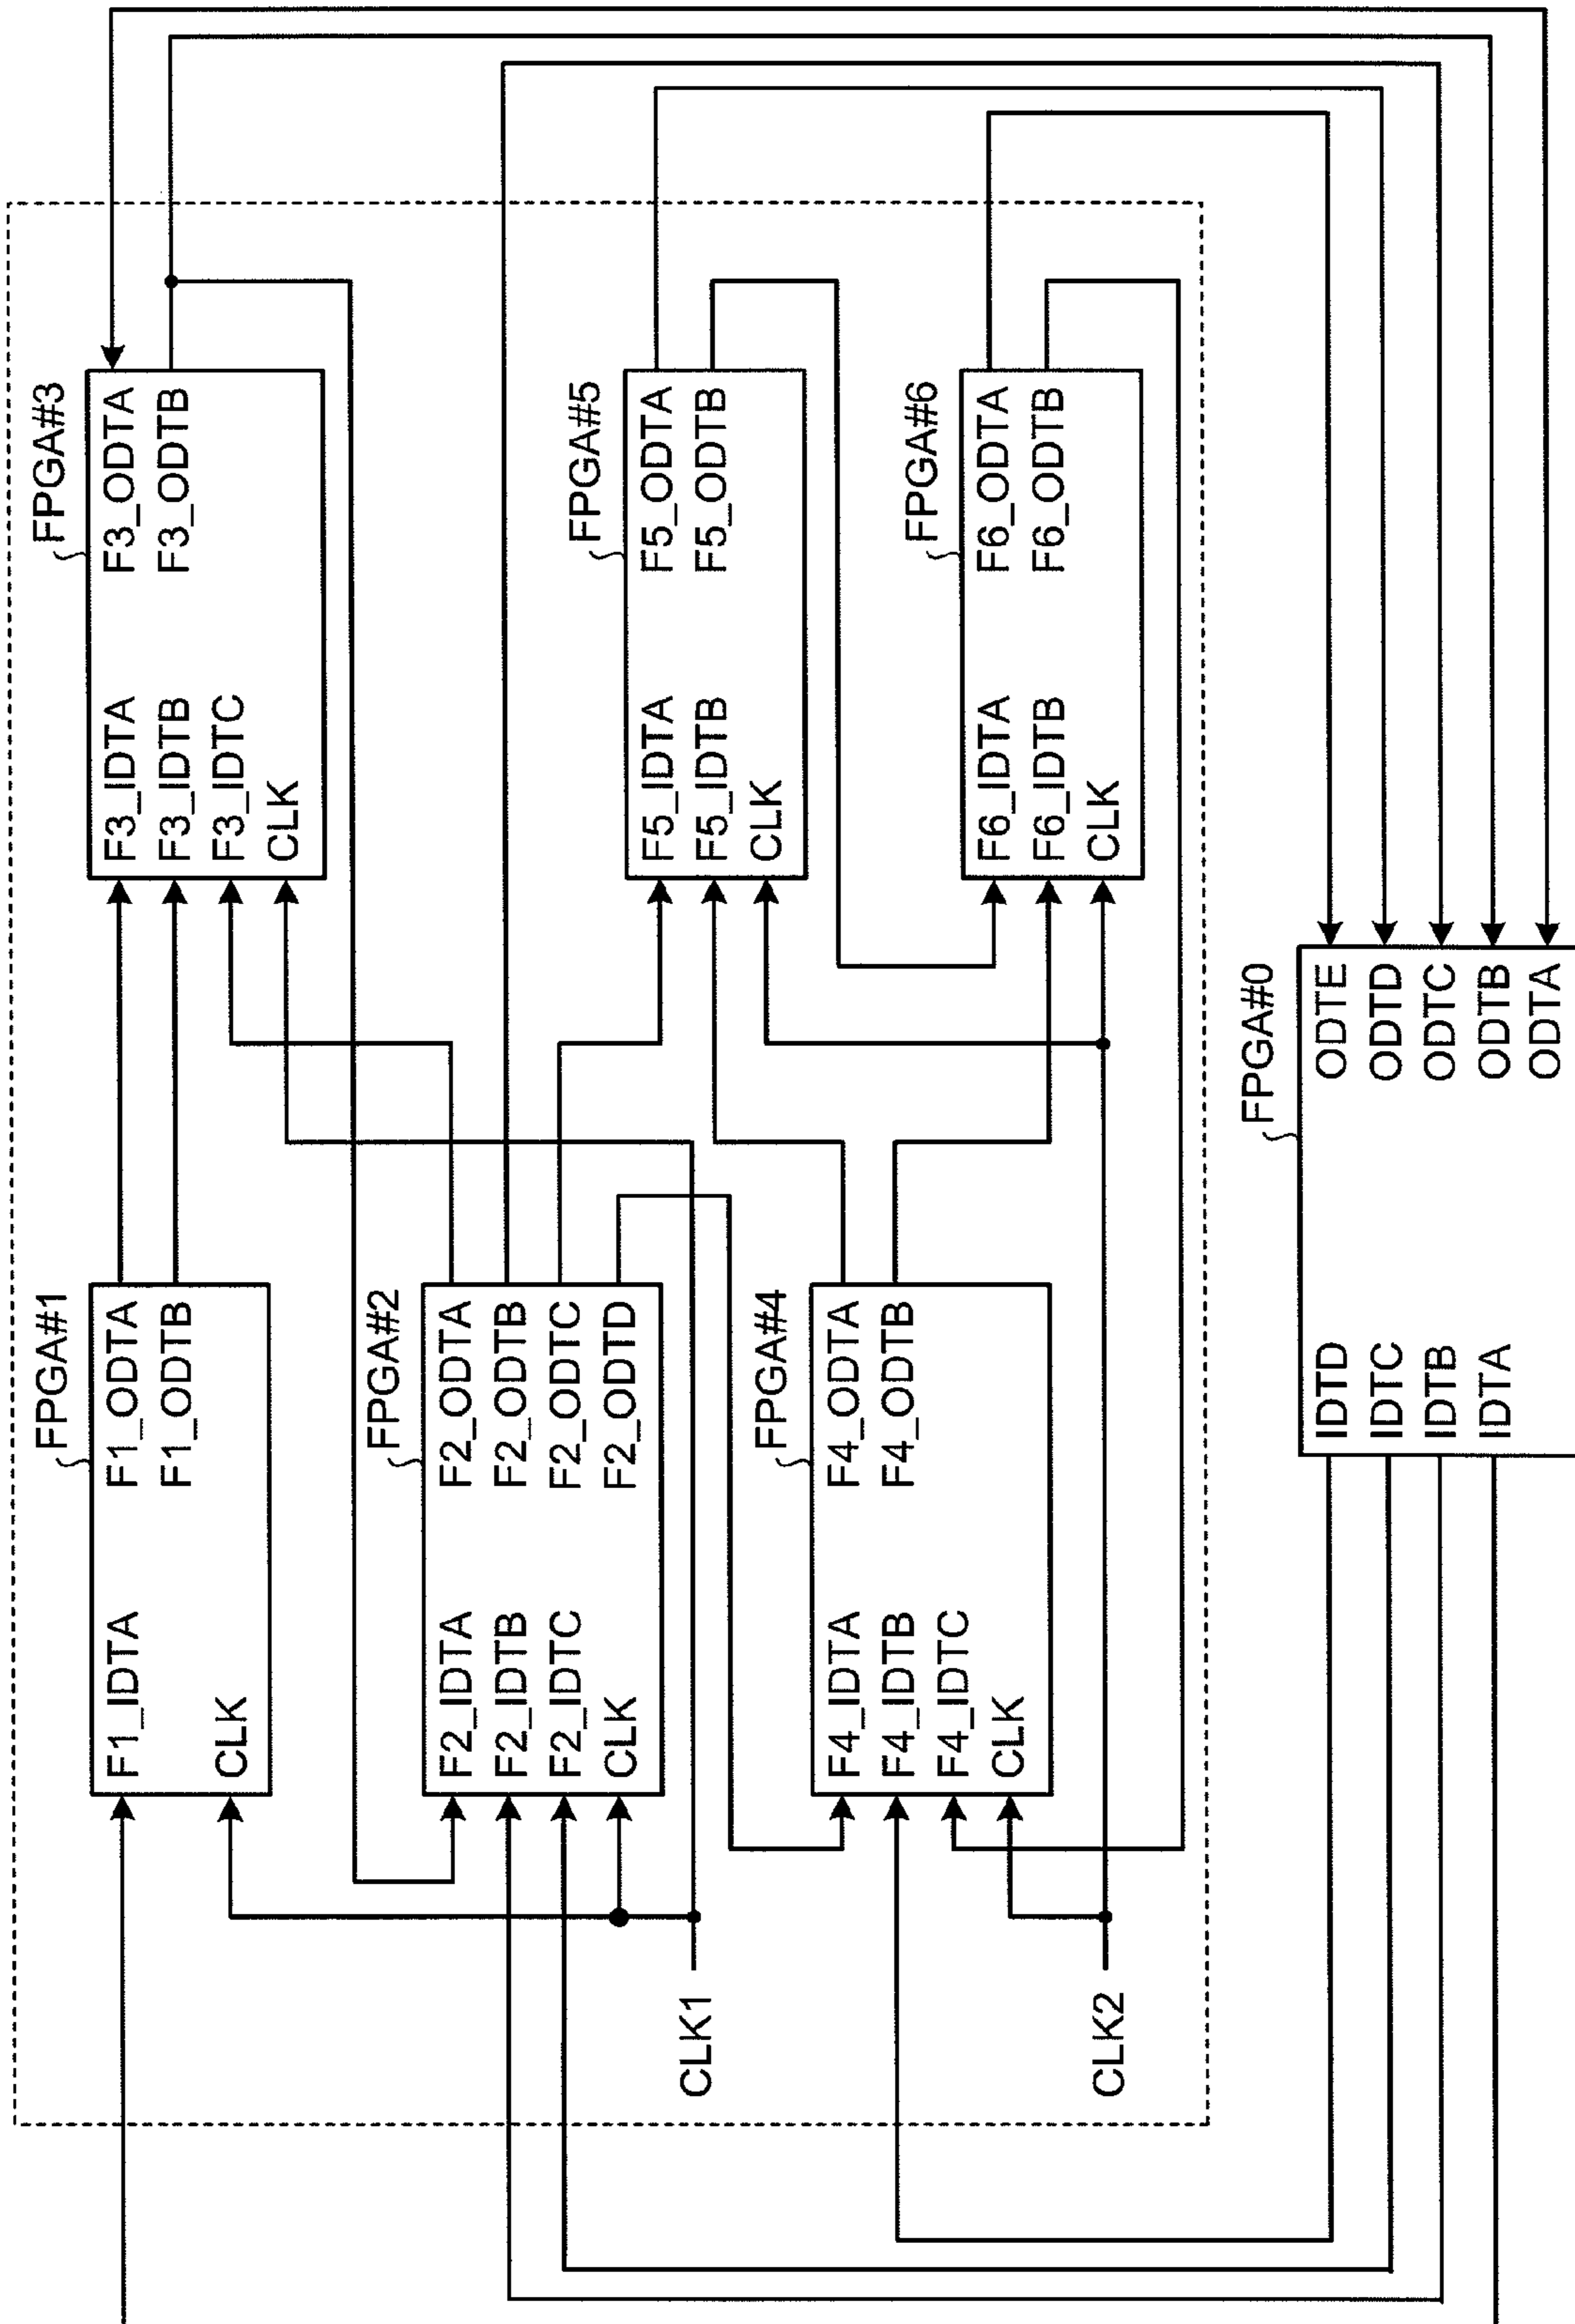 FPGA#1
F1_IDTA
F1_ODTA
F1_ODTB
CLK
FPGA#3
F3_IDTA
F3_ODTA
F3_IDTB
F3_ODTB
F3_IDTC
CLK
FPGA#2
F2_IDTA
F2_ODTA
F2_IDTB
F2_ODTB
F2_IDTC
F2_ODTC
CLK
F2_ODTD
FPGA#5
F5_IDTA
F5_ODTA
F5_IDTB
F5_ODTB
CLK
CLK1
FPGA#4
F4_IDTA
F4_ODTA
F4_IDTB
F4_ODTB
F4_IDTC
CLK
FPGA#6
F6_IDTA
F6_ODTA
F6_IDTB
F6_ODTB
CLK
CLK2
FPGA#0
IDTD
ODTE
IDTC
ODTD
IDTB
ODTC
IDTA
ODTB
ODTA